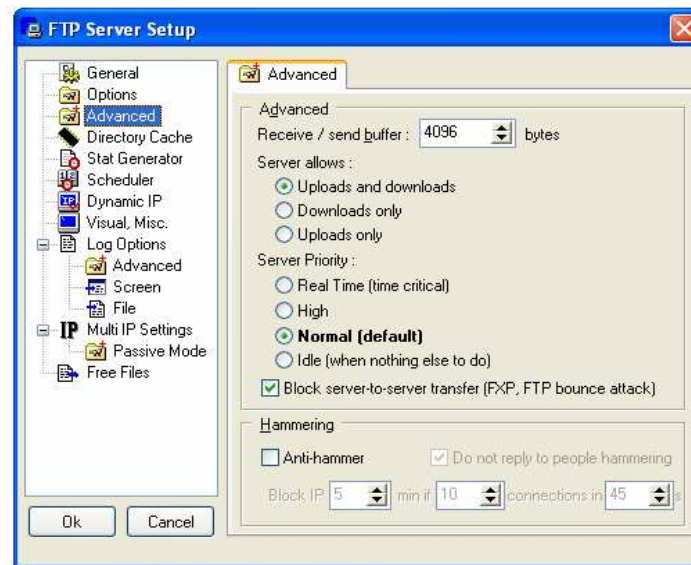 FTP Server Setup
General
Options
Advanced
Directory Cache
Stat Generator
Scheduler
Dynamic IP
Visual, Misc.
Log Options
Advanced
Screen
File
IP Multi IP Settings
Passive Mode
Free Files
Ok Cancel
Advanced
Advanced
Receive / send buffer : 4096 bytes
Server allows :
Uploads and downloads
Downloads only
Uploads only
Server Priority :
Real Time (time critical)
High
Normal (default)
Idle (when nothing else to do)
Block server-to-server transfer (FXP, FTP bounce attack)
Hammering
Anti-hammer Do not reply to people hammering
Block IP 5 min if 10 connections in 45 s